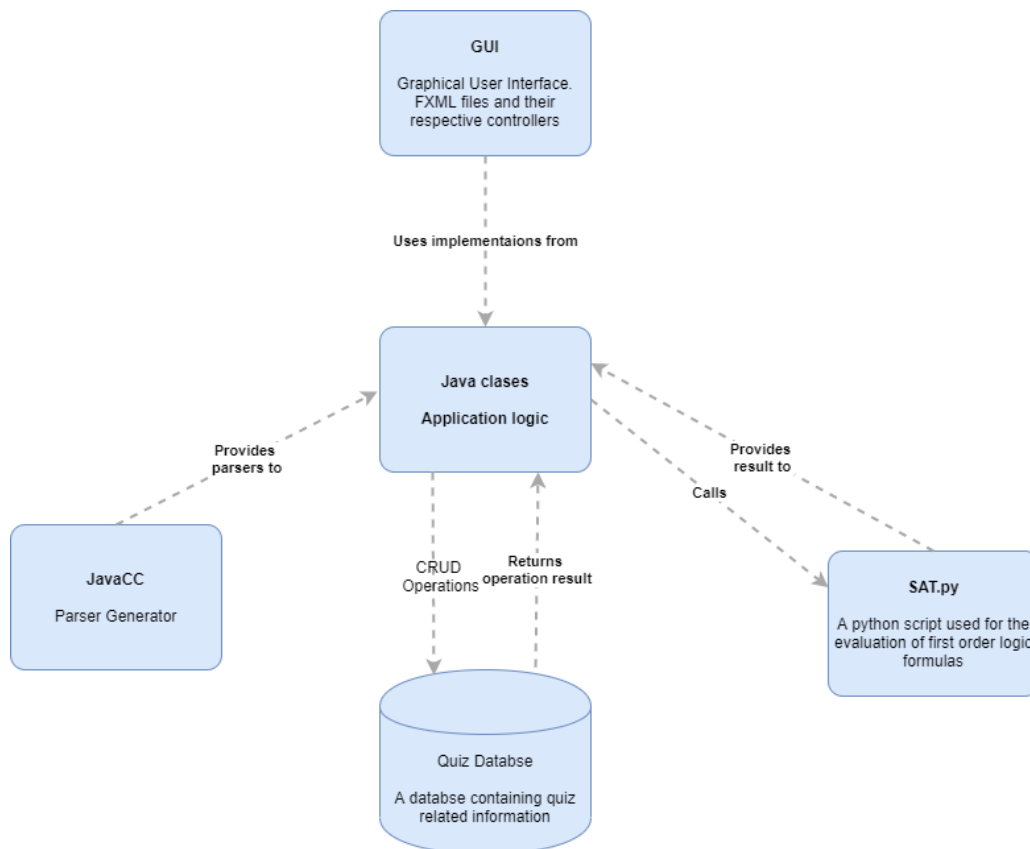 GUI
Graphical User Interface.
FXML files and their
respective controllers
Uses implementaions from
Java clases
Application logic
Provides
parsers to
Provides
result to
Calls
JavaCC
Parser Generator
CRUD
Operations
Returns
operation result
SAT.py
A python script used for the
evaluation of first order logic
formulas
Quiz Databse
A databse containing quiz
related information